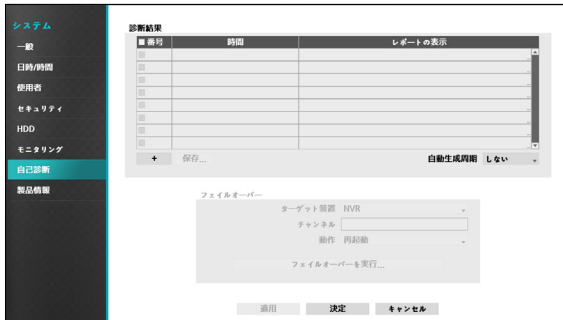 システム
一般
日時/時間
使用者
セキュリティ
HDD
モニタリング
自己診断
製品情報
診断結果
番号 時間 レポートの表示
+ 保存... 自動生成周期 しない
フェイルオーバー
ターゲット装置 NVR
チャンネル
動作 再起動
フェイルオーバーを実行...
適用 決定 キャンセル